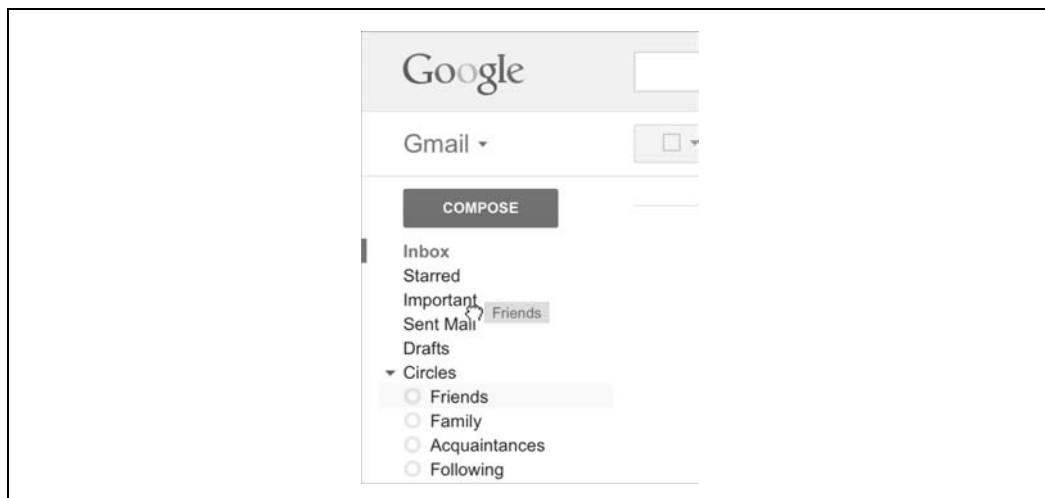 Google
Gmail
COMPOSE
Inbox
Starred
Important
Friends
Sent Mail
Drafts
Circles
Friends
Family
Acquaintances
Following